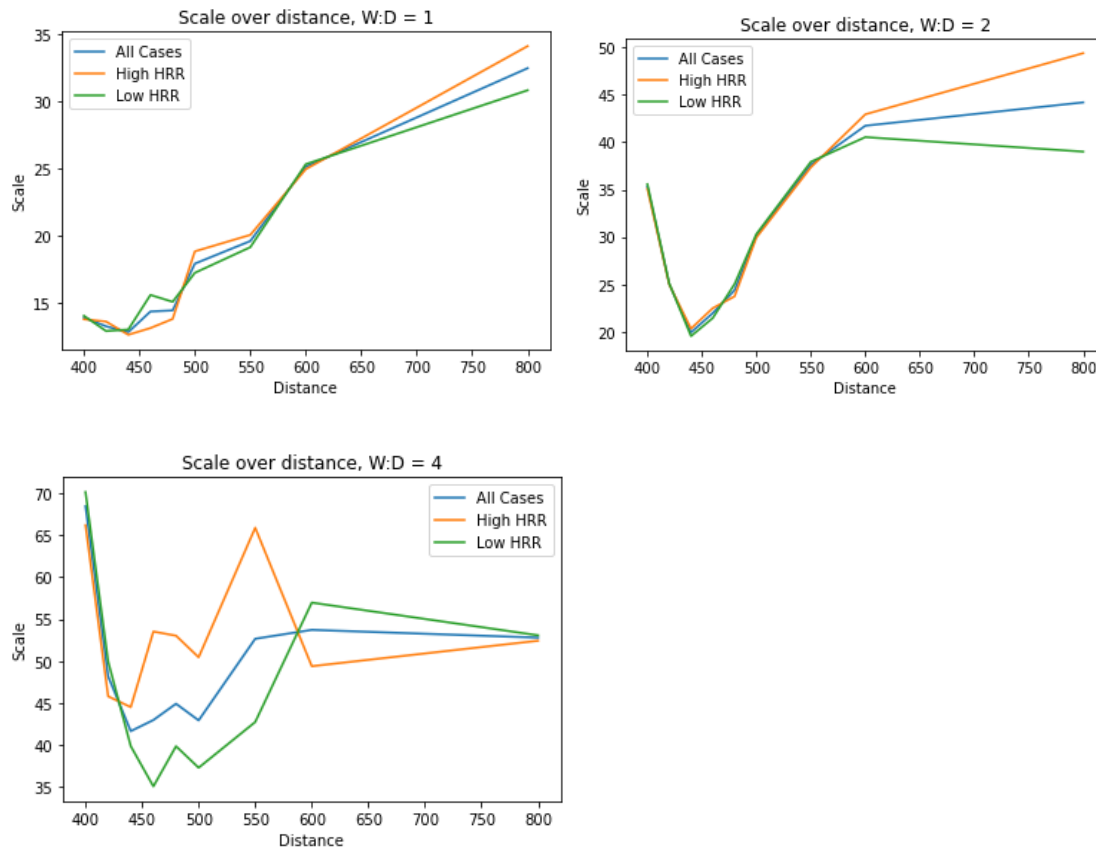 Scale over distance, W:D = 1
35
30
25
20
15
Scale
All Cases
High HRR
Low HRR
400 450 500 550 600 650 700 750 800
Distance
Scale over distance, W:D = 2
50
45
40
35
30
25
20
Scale
All Cases
High HRR
Low HRR
400 450 500 550 600 650 700 750 800
Distance
Scale over distance, W:D = 4
70
65
60
55
50
45
40
35
Scale
All Cases
High HRR
Low HRR
400 450 500 550 600 650 700 750 800
Distance